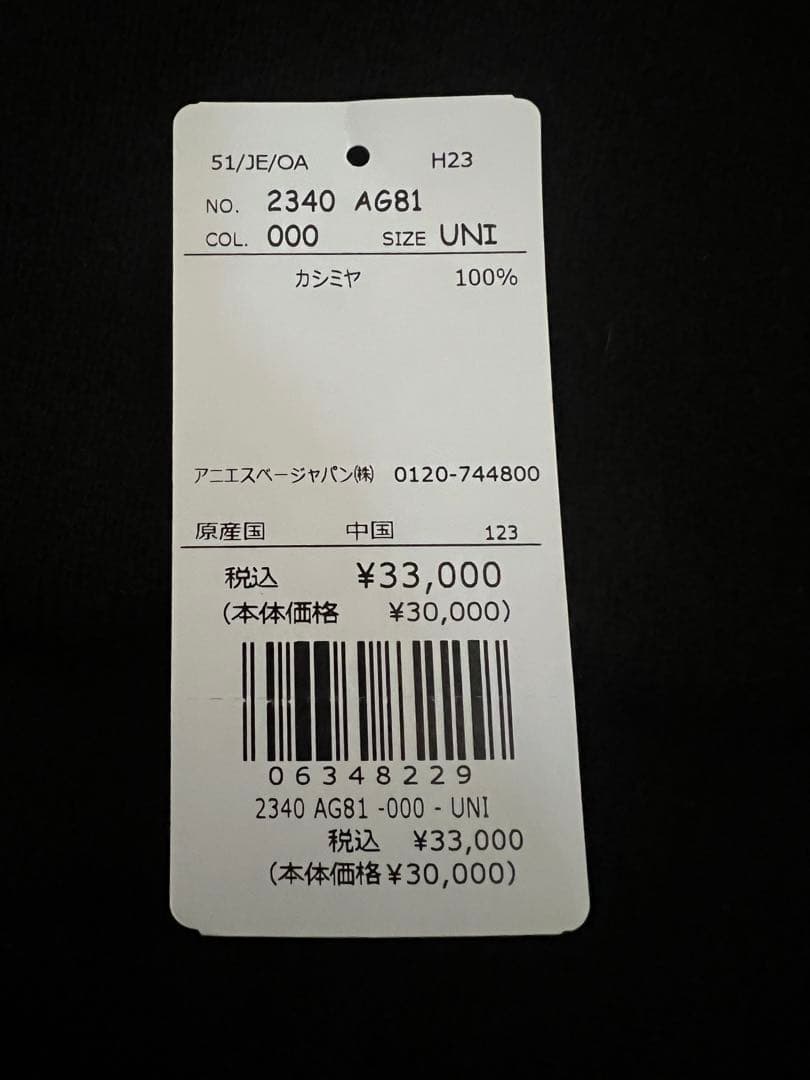 51/JE/OA H23
NO. 2340 AG81
COL. 000 SIZE UNI
カシミヤ 100%
アニエスベージャパン㈱ 0120-744800
原産国 中国 123
税込 ¥33,000
(本体価格 ¥30,000)
06348229
2340 AG81 -000 - UNI
税込 ¥33,000
(本体価格¥30,000)